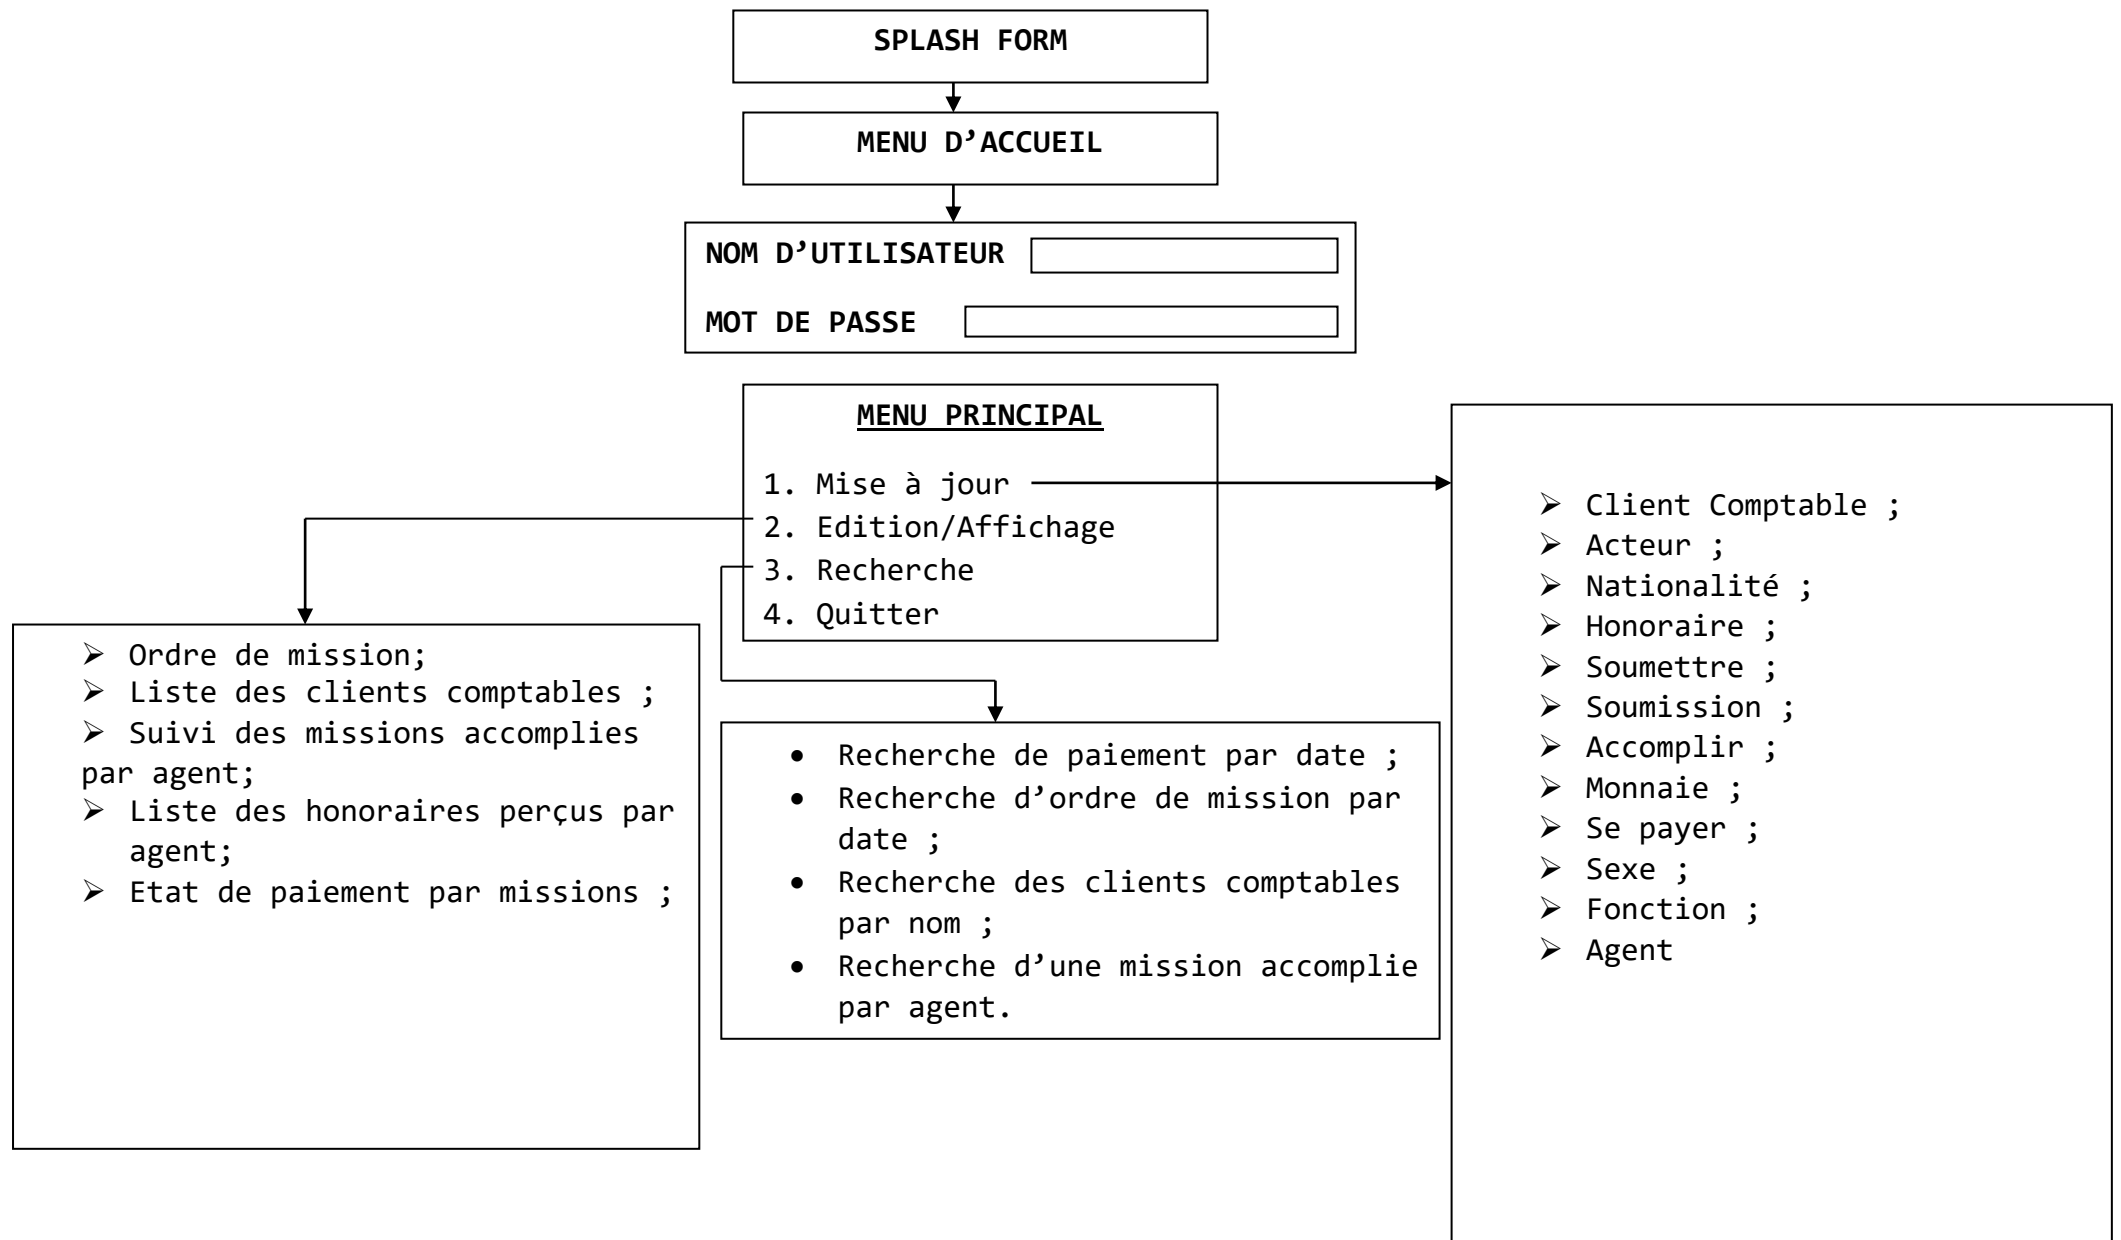 SPLASH FORM
MENU D’ACCUEIL
NOM D’UTILISATEUR
MOT DE PASSE
MENU PRINCIPAL
1. Mise à jour
2. Edition/Affichage
3. Recherche
4. Quitter
➢ Ordre de mission;
➢ Liste des clients comptables ;
➢ Suivi des missions accomplies
par agent;
➢ Liste des honoraires perçus par
agent;
➢ Etat de paiement par missions ;
• Recherche de paiement par date ;
• Recherche d’ordre de mission par
date ;
• Recherche des clients comptables
par nom ;
• Recherche d’une mission accomplie
par agent.
➢ Client Comptable ;
➢ Acteur ;
➢ Nationalité ;
➢ Honoraire ;
➢ Soumettre ;
➢ Soumission ;
➢ Accomplir ;
➢ Monnaie ;
➢ Se payer ;
➢ Sexe ;
➢ Fonction ;
➢ Agent